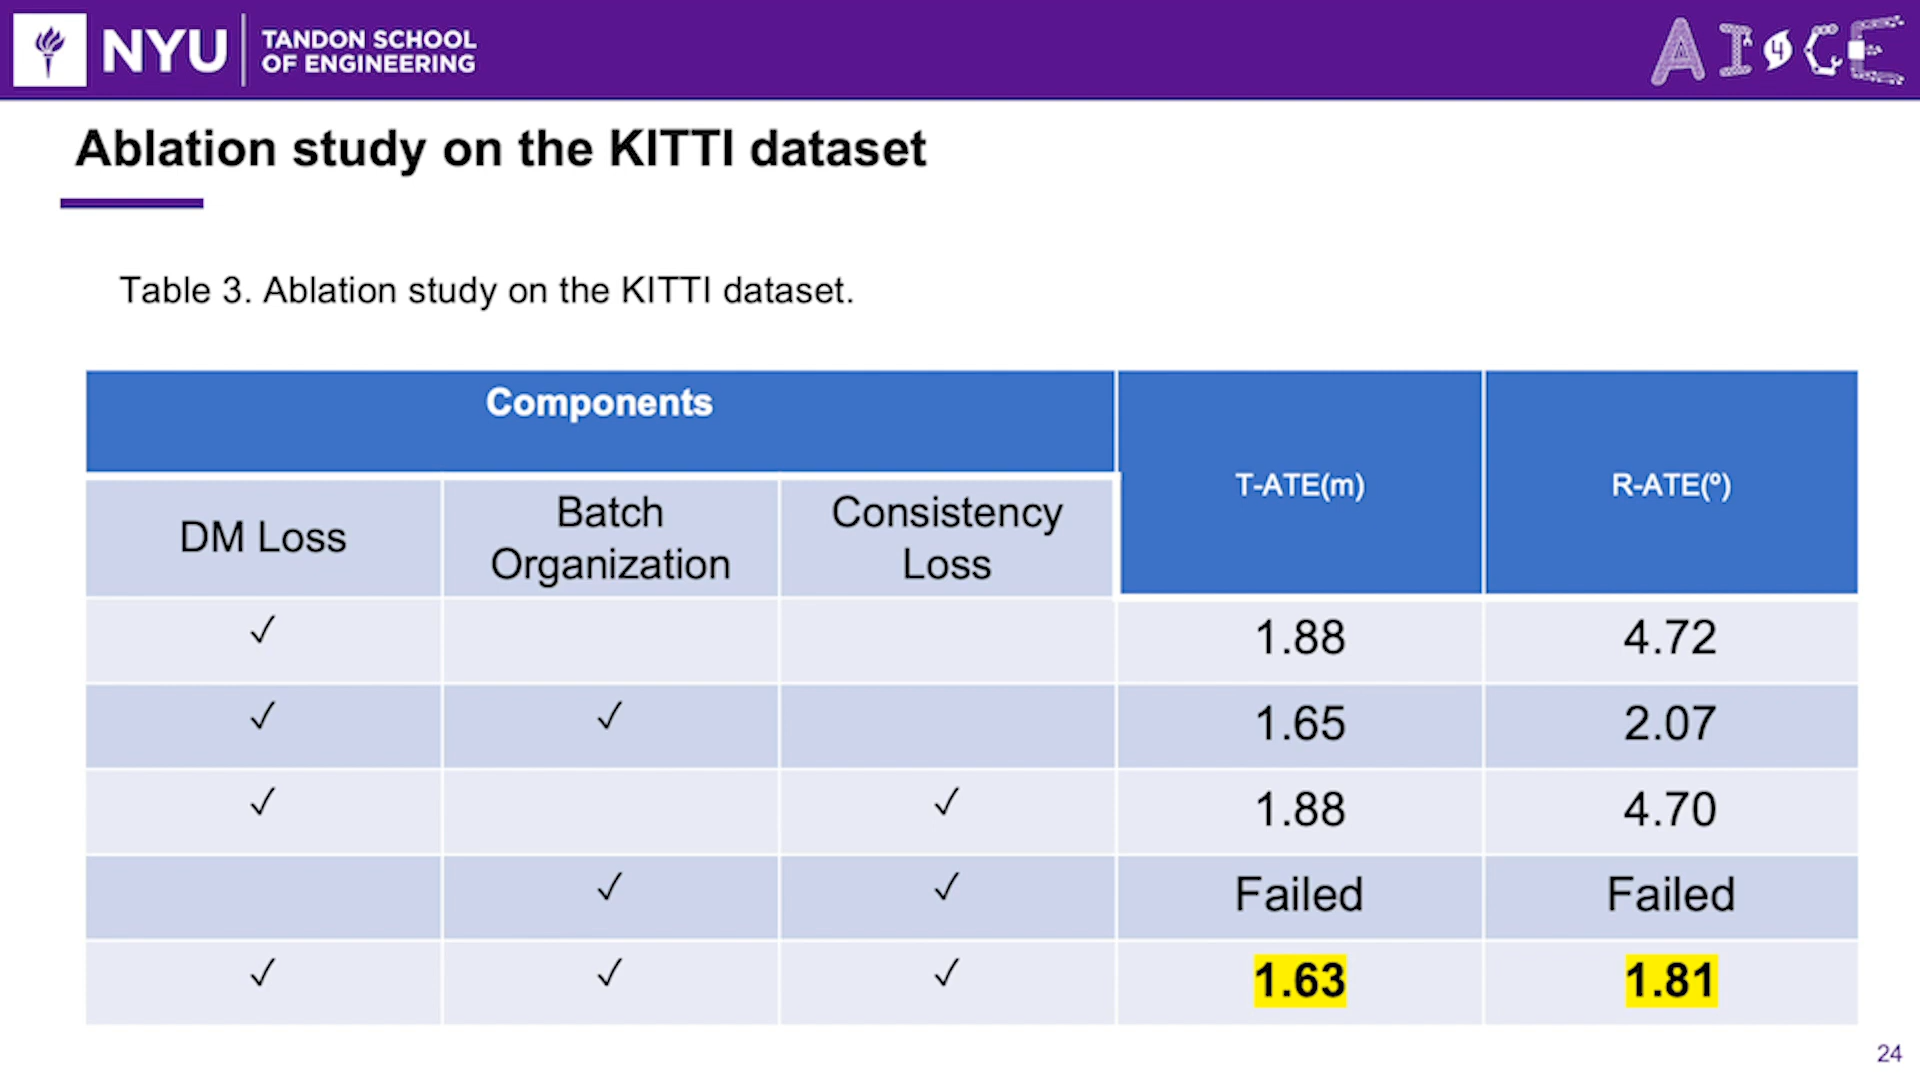 NYU
TANDON SCHOOL
OF ENGINEERING
AI4CE
Ablation study on the KITTI dataset
Table 3. Ablation study on the KITTI dataset.
Components
T-ATE(m)
R-ATE(º)
DM Loss
Batch
Organization
Consistency
Loss
✓ 1.88 4.72
✓ ✓ 1.65 2.07
✓ ✓ 1.88 4.70
✓ ✓ Failed Failed
✓ ✓ ✓ 1.63 1.81
24